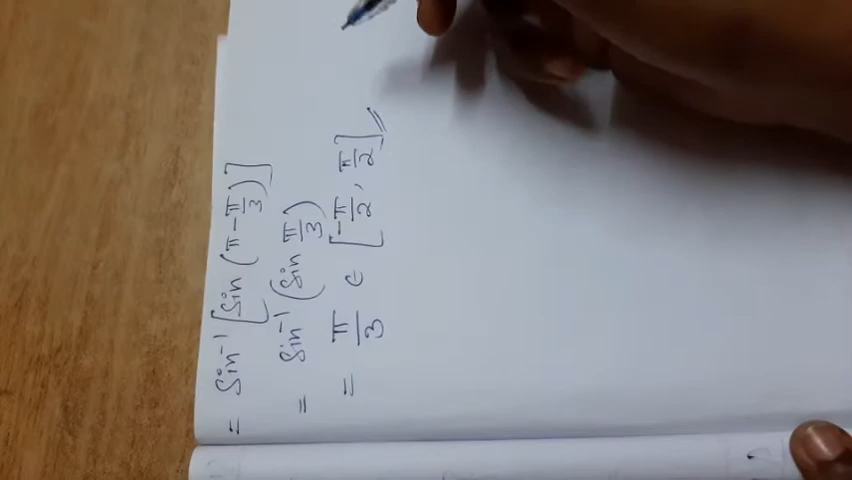 = sin⁻¹[sin(π-π/3)]
= sin⁻¹(sin π/3)
= π/3 ∈ [-π/2, π/2]